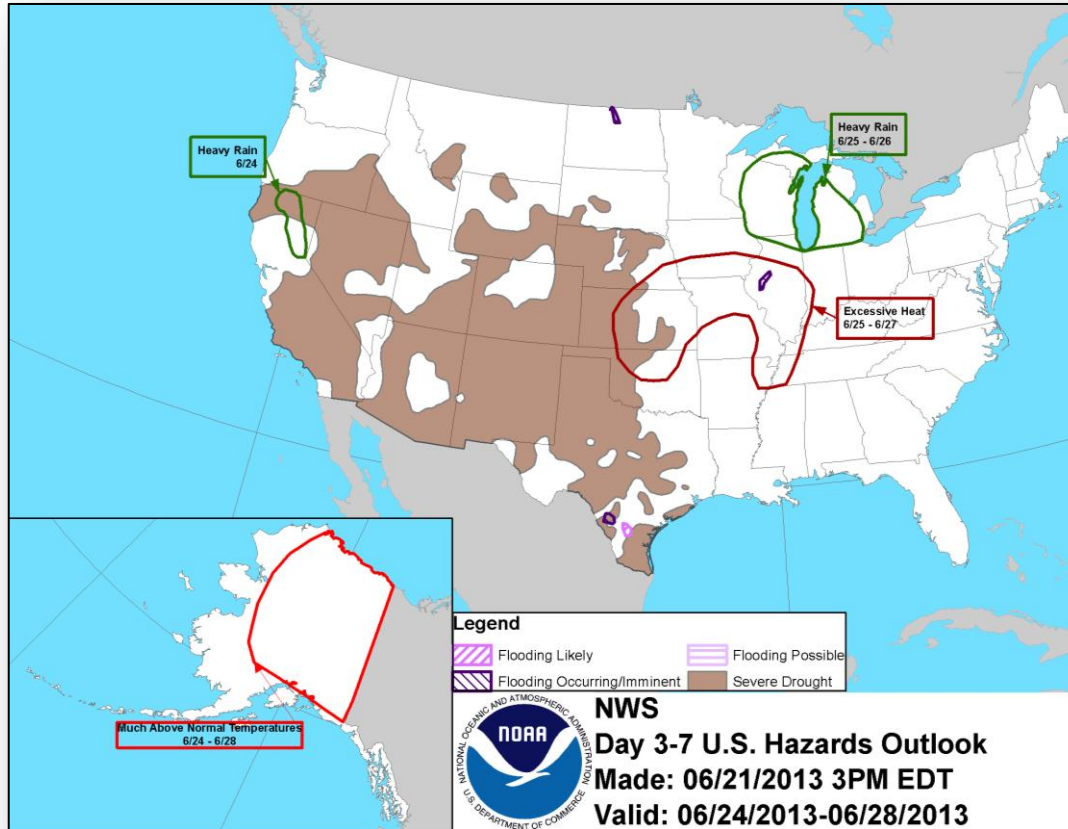 Heavy Rain
6/24
Heavy Rain
6/25 - 6/26
Excessive Heat
6/25 - 6/27
Much Above Normal Temperatures
6/24 - 6/28
Legend
Flooding Likely
Flooding Possible
Flooding Occurring/Imminent
Severe Drought
NATIONAL OCEANIC AND ATMOSPHERIC ADMINISTRATION
NOAA
U.S. DEPARTMENT OF COMMERCE
NWS
Day 3-7 U.S. Hazards Outlook
Made: 06/21/2013 3PM EDT
Valid: 06/24/2013-06/28/2013